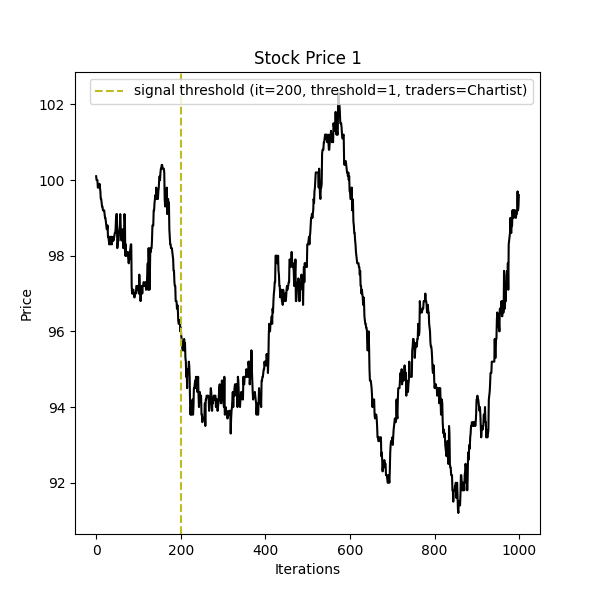 Stock Price 1
signal threshold (it=200, threshold=1, traders=Chartist)
102
100
98
96
94
92
Price
0 200 400 600 800 1000
Iterations